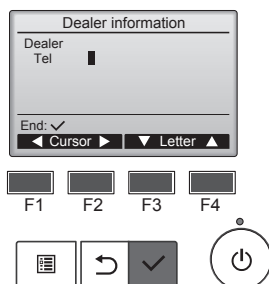 Dealer information
Dealer
Tel
End: ✓
◀ Cursor ▶ ▼ Letter ▲
F1 F2 F3 F4